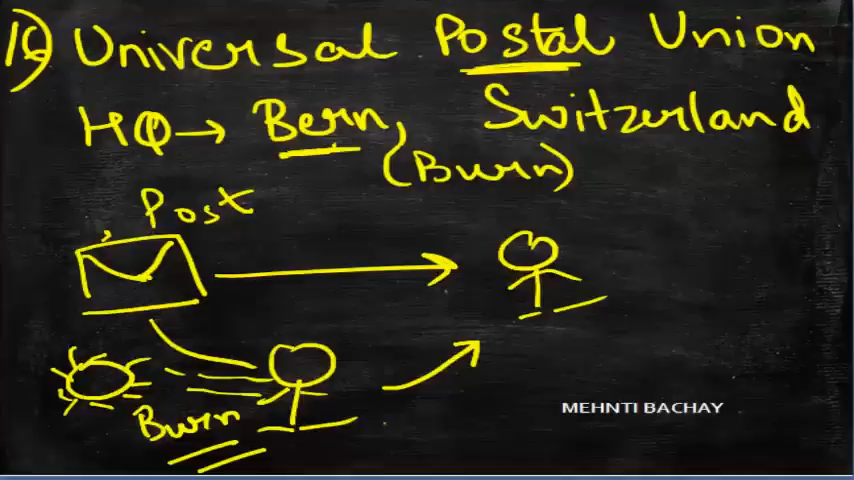 16) Universal Postal Union
HQ → Bern, Switzerland
(Burn)
Post
Burn
MEHNTI BACHAY